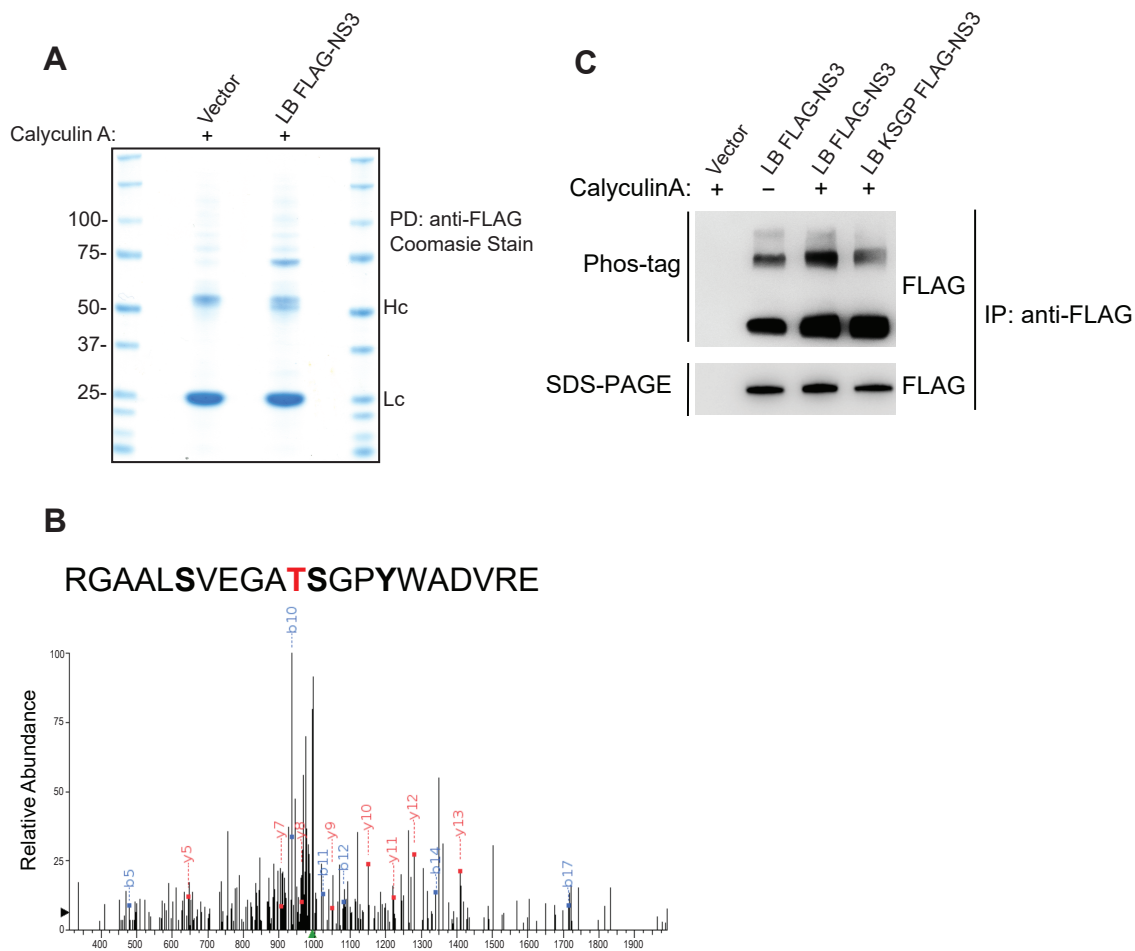 A
Vector
LB FLAG-NS3
Calyculin A: + +
100-
75-
50-
37-
25-
PD: anti-FLAG
Coomasie Stain
Hc
Lc
C
Vector
LB FLAG-NS3
LB FLAG-NS3
LB KSGP FLAG-NS3
CalyculinA: + – + +
Phos-tag
FLAG
SDS-PAGE
FLAG
IP: anti-FLAG
B
RGAALSVEGATSGPYWADVRE
Relative Abundance
100
75
50
25
0
b5
y5
y7
b10
y8
b11
y9
b12
y10
y11
y12
b14
y13
b17
400 500 600 700 800 900 1000 1100 1200 1300 1400 1500 1600 1700 1800 1900